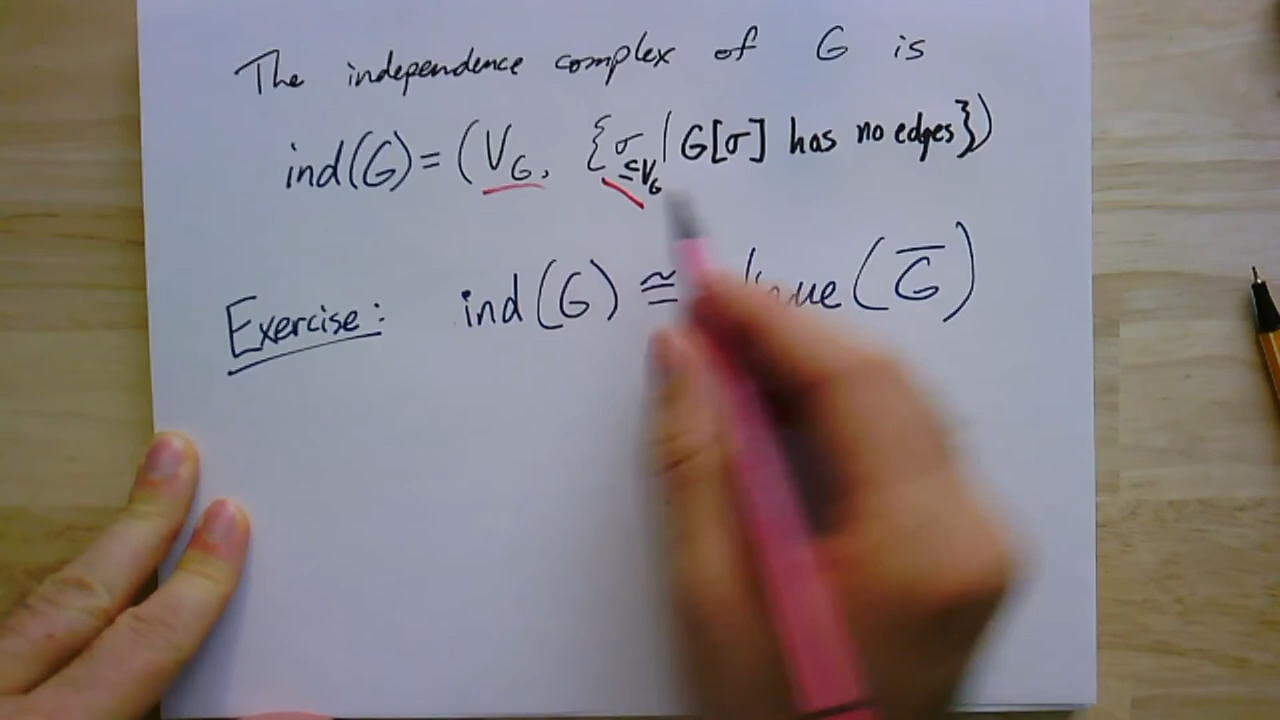 The independence complex of G is
ind(G) = (V_G, {σ ⊆ V_G | G[σ] has no edges})
Exercise: ind(G) ≅ (G̅)